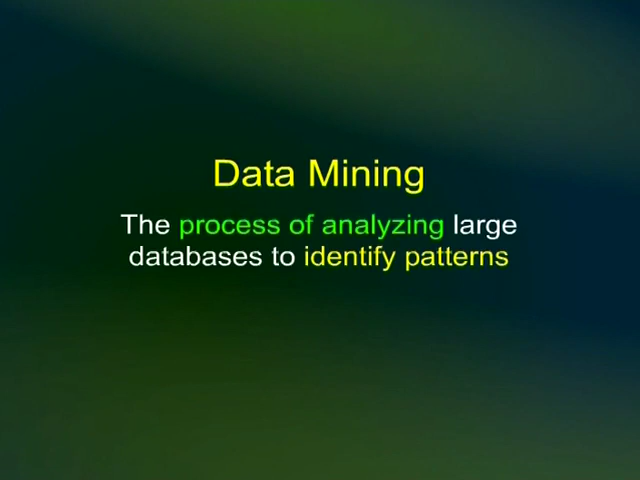 Data Mining
The process of analyzing large
databases to identify patterns